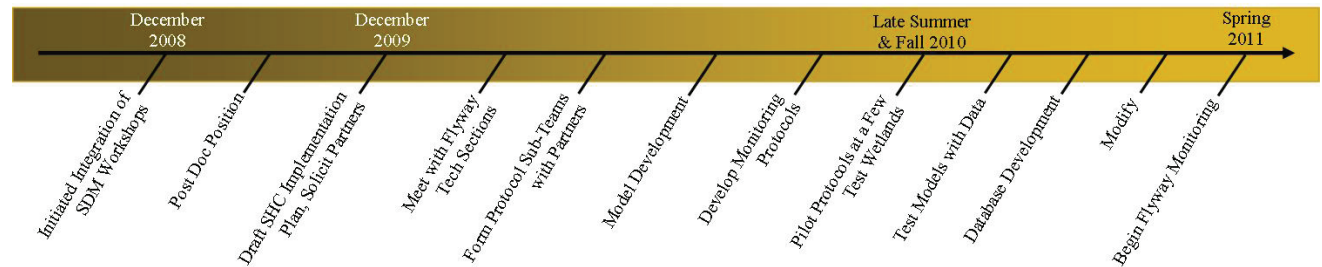 December
2008
December
2009
Late Summer
& Fall 2010
Spring
2011
Initiated Integration of
SDM Workshops
Post Doc Position
Draft SHC Implementation
Plan, Solicit Partners
Meet with Flyway
Tech Sections
Form Protocol Sub-Teams
with Partners
Model Development
Develop Monitoring
Protocols
Pilot Protocols at a Few
Test Wetlands
Test Models with Data
Database Development
Modify
Begin Flyway Monitoring